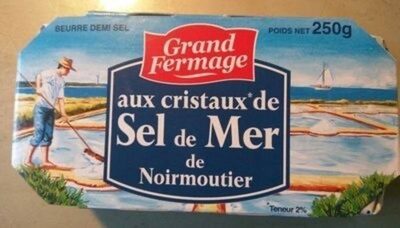 BEURRE DEMI SEL
POIDS NET 250g
Grand
Fermage
aux cristaux* de
Sel de Mer
de
Noirmoutier
*Teneur 2%